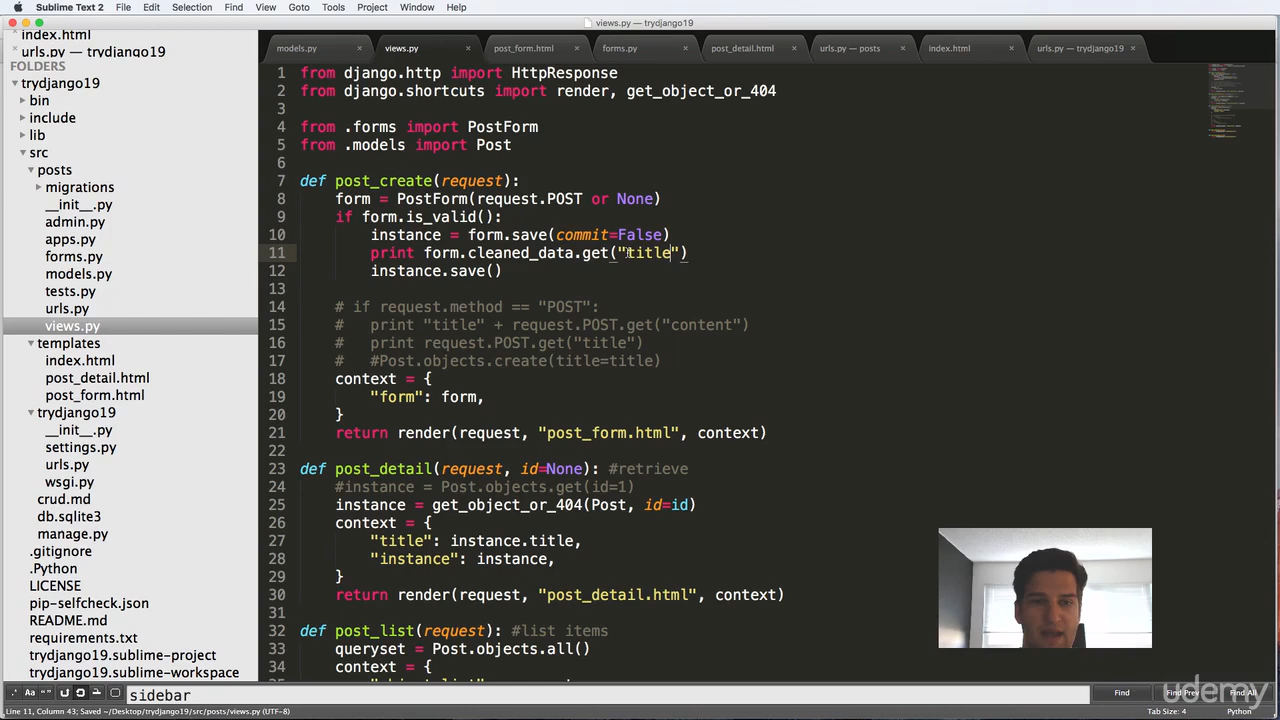 Sublime Text 2 File Edit Selection Find View Goto Tools Project Window Help
views.py — trydjango19
index.html
urls.py — trydjango19
FOLDERS
trydjango19
bin
include
lib
src
posts
migrations
__init__.py
admin.py
apps.py
forms.py
models.py
tests.py
urls.py
views.py
templates
index.html
post_detail.html
post_form.html
trydjango19
__init__.py
settings.py
urls.py
wsgi.py
crud.md
db.sqlite3
manage.py
.gitignore
.Python
LICENSE
pip-selfcheck.json
README.md
requirements.txt
trydjango19.sublime-project
trydjango19.sublime-workspace
models.py × views.py × post_form.html × forms.py × post_detail.html × urls.py — posts × index.html × urls.py — trydjango19 ×
1 from django.http import HttpResponse
2 from django.shortcuts import render, get_object_or_404
3
4 from .forms import PostForm
5 from .models import Post
6
7 def post_create(request):
8 form = PostForm(request.POST or None)
9 if form.is_valid():
10 instance = form.save(commit=False)
11 print form.cleaned_data.get("title")
12 instance.save()
13
14 # if request.method == "POST":
15 # print "title" + request.POST.get("content")
16 # print request.POST.get("title")
17 # #Post.objects.create(title=title)
18 context = {
19 "form": form,
20 }
21 return render(request, "post_form.html", context)
22
23 def post_detail(request, id=None): #retrieve
24 #instance = Post.objects.get(id=1)
25 instance = get_object_or_404(Post, id=id)
26 context = {
27 "title": instance.title,
28 "instance": instance,
29 }
30 return render(request, "post_detail.html", context)
31
32 def post_list(request): #list items
33 queryset = Post.objects.all()
34 context = {
sidebar
Find Find Prev Find All
udemy
Line 11, Column 43; Saved ~/Desktop/trydjango19/src/posts/views.py (UTF-8) Tab Size: 4 Python